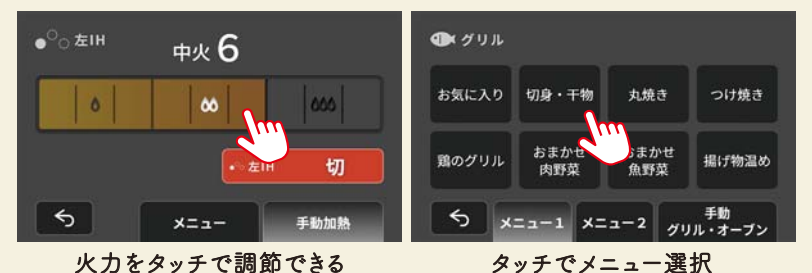 左IH
中火 6
左IH 切
メニュー 手動加熱
火力をタッチで調節できる
グリル
お気に入り 切身・干物 丸焼き つけ焼き
鶏のグリル おまかせ 肉野菜 おまかせ 魚野菜 揚げ物温め
メニュー1 メニュー2 手動 グリル・オーブン
タッチでメニュー選択